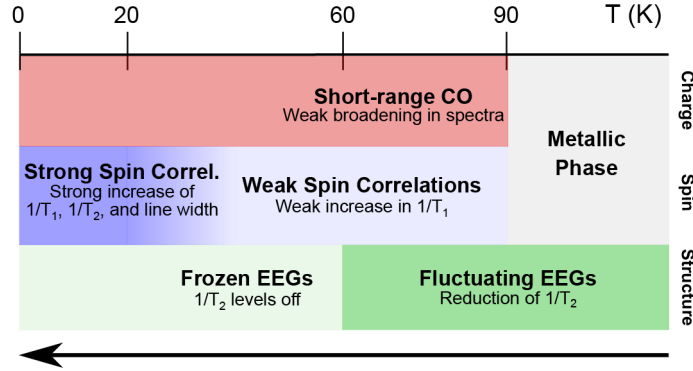 0 20 60 90 T (K)
Short-range CO
Weak broadening in spectra
Charge
Metallic
Phase
Strong Spin Correl.
Strong increase of
1/T₁, 1/T₂, and line width
Weak Spin Correlations
Weak increase in 1/T₁
Spin
Frozen EEGs
1/T₂ levels off
Fluctuating EEGs
Reduction of 1/T₂
Structure